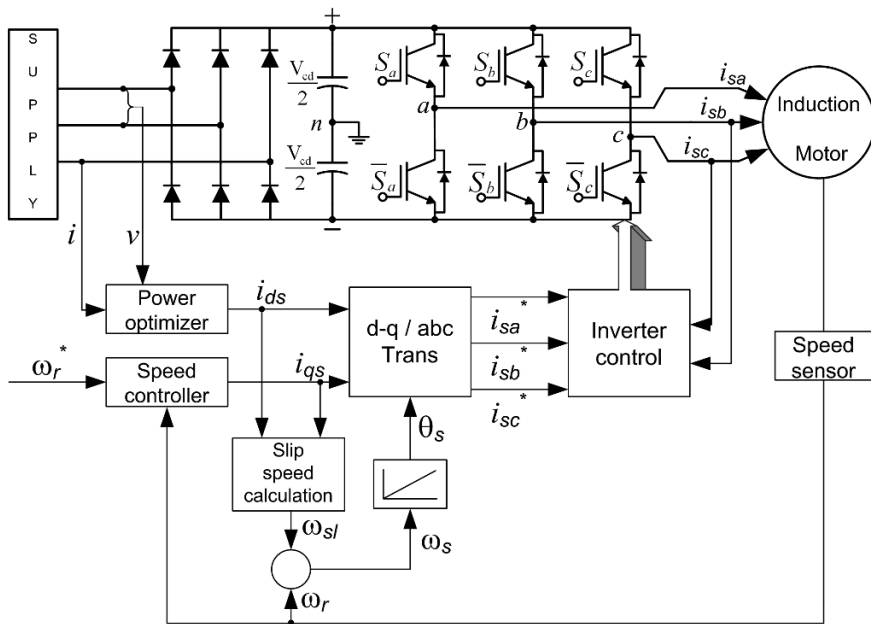 SUPPLY
+
V_cd
2
n
V_cd
2
−
S_a
S_b
S_c
a
b
c
S̅_a
S̅_b
S̅_c
i_sa
i_sb
i_sc
Induction
Motor
i
v
Power
optimizer
i_ds
ω_r*
Speed
controller
i_qs
d-q / abc
Trans
i_sa*
i_sb*
i_sc*
Inverter
control
Speed
sensor
Slip
speed
calculation
θ_s
ω_sl
ω_s
ω_r